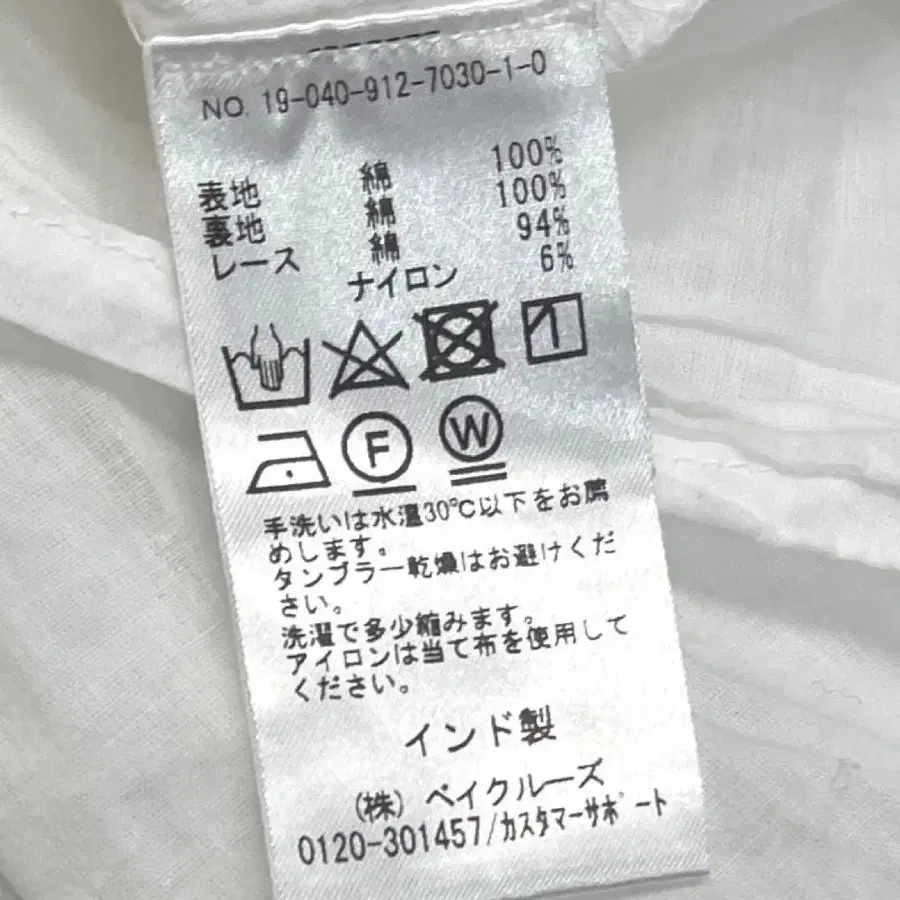 NO. 19-040-912-7030-1-0
表地 綿 100%
裏地 綿 100%
レース 綿 94%
ナイロン 6%
F W
手洗いは水温30℃以下をお薦
めします。
タンブラー乾燥はお避けくだ
さい。
洗濯で多少縮みます。
アイロンは当て布を使用して
ください。
インド製
(株) ベイクルーズ
0120-301457/カスタマーサポート